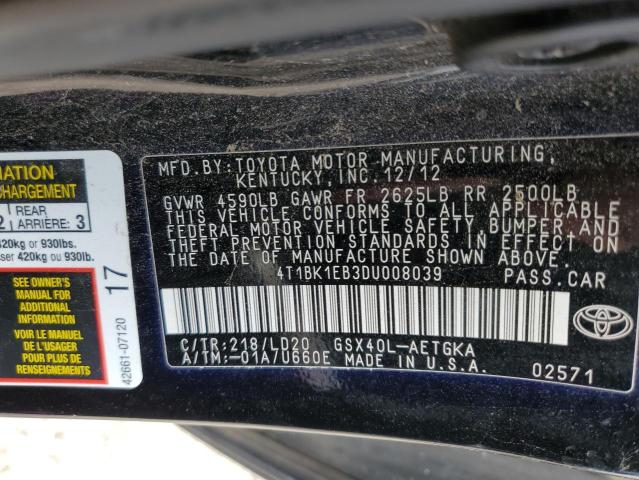 MATION
CHARGEMENT
2 REAR ARRIÈRE: 3
420kg or 930lbs.
ser 420kg ou 930lb.
SEE OWNER'S
MANUAL FOR
ADDITIONAL
INFORMATION
VOIR LE MANUEL
DE L'USAGER
POUR PLUS DE
RENSEIGNEMENTS
17
42661-07120
MFD.BY:TOYOTA MOTOR MANUFACTURING,
KENTUCKY,INC.12/12
GVWR 4590LB GAWR FR 2625LB RR 2500LB
THIS VEHICLE CONFORMS TO ALL APPLICABLE
FEDERAL MOTOR VEHICLE SAFETY,BUMPER,AND
THEFT PREVENTION STANDARDS IN EFFECT ON
THE DATE OF MANUFACTURE SHOWN ABOVE.
4T1BK1EB3DU008039 PASS.CAR
C/TR:218/LD20 GSX40L-AETGKA
A/TM:-01A/U660E MADE IN U.S.A.
02571
TOYOTA